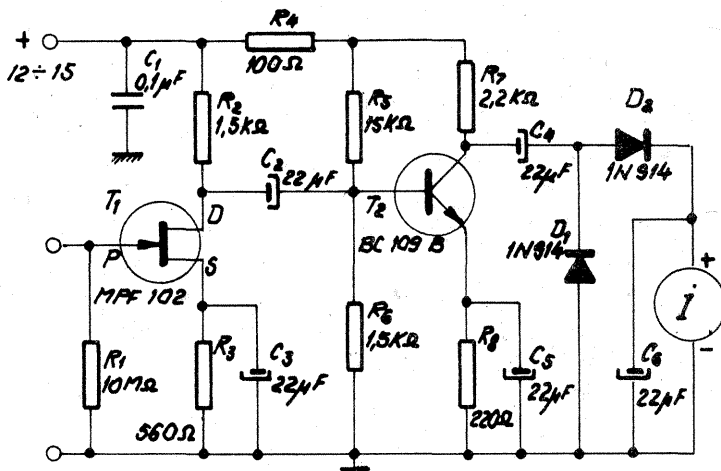 +
12÷15
C1
0,1µF
R4
100Ω
R2
1,5KΩ
R5
15KΩ
R7
2,2KΩ
C2
22µF
C4
22µF
D2
1N914
T1
D
P
S
MPF 102
T2
BC 109 B
D1
1N914
+
i
-
R1
10MΩ
R3
560Ω
C3
22µF
R6
1,5KΩ
R8
220Ω
C5
22µF
C6
22µF